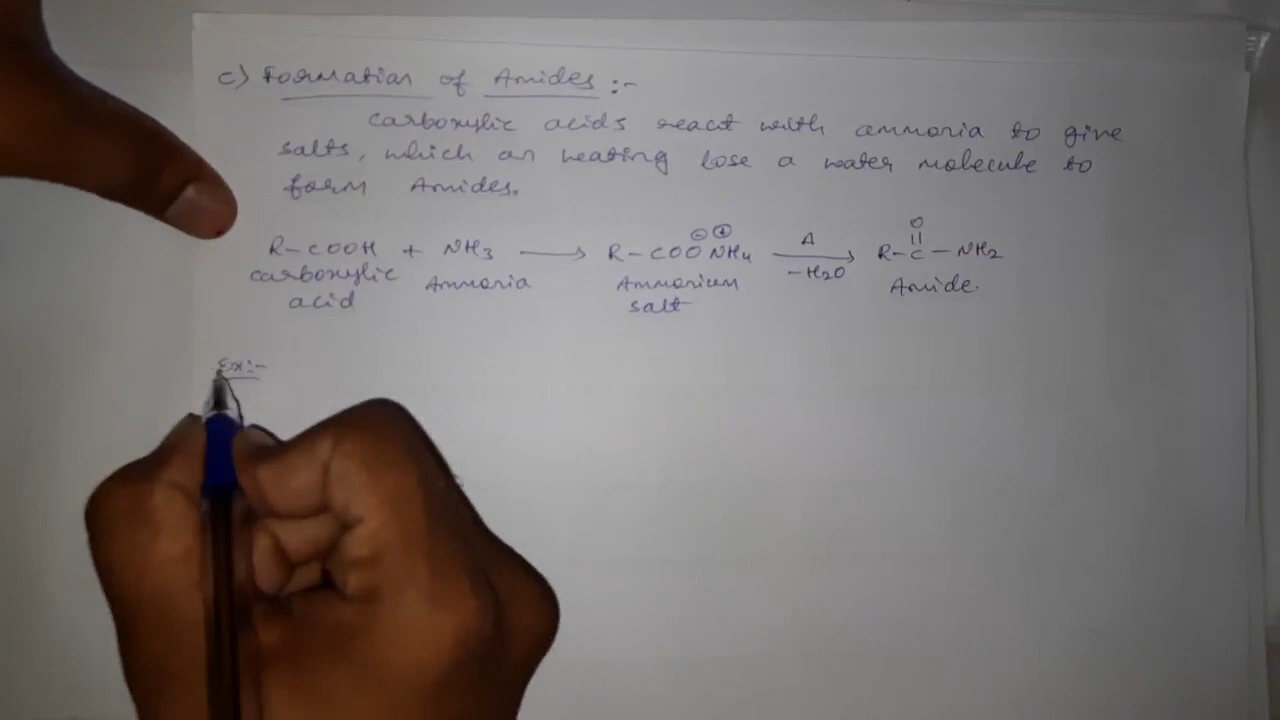 c) Formation of Amides :-
carboxylic acids react with ammonia to give
salts, which on heating lose a water molecule to
form Amides.
R-COOH + NH3 ⟶ R-COO⊖ ⊕NH4 —Δ/-H2O→ R-C(=O)-NH2
carboxylic acid Ammonia Ammonium salt Amide.
Ex:-